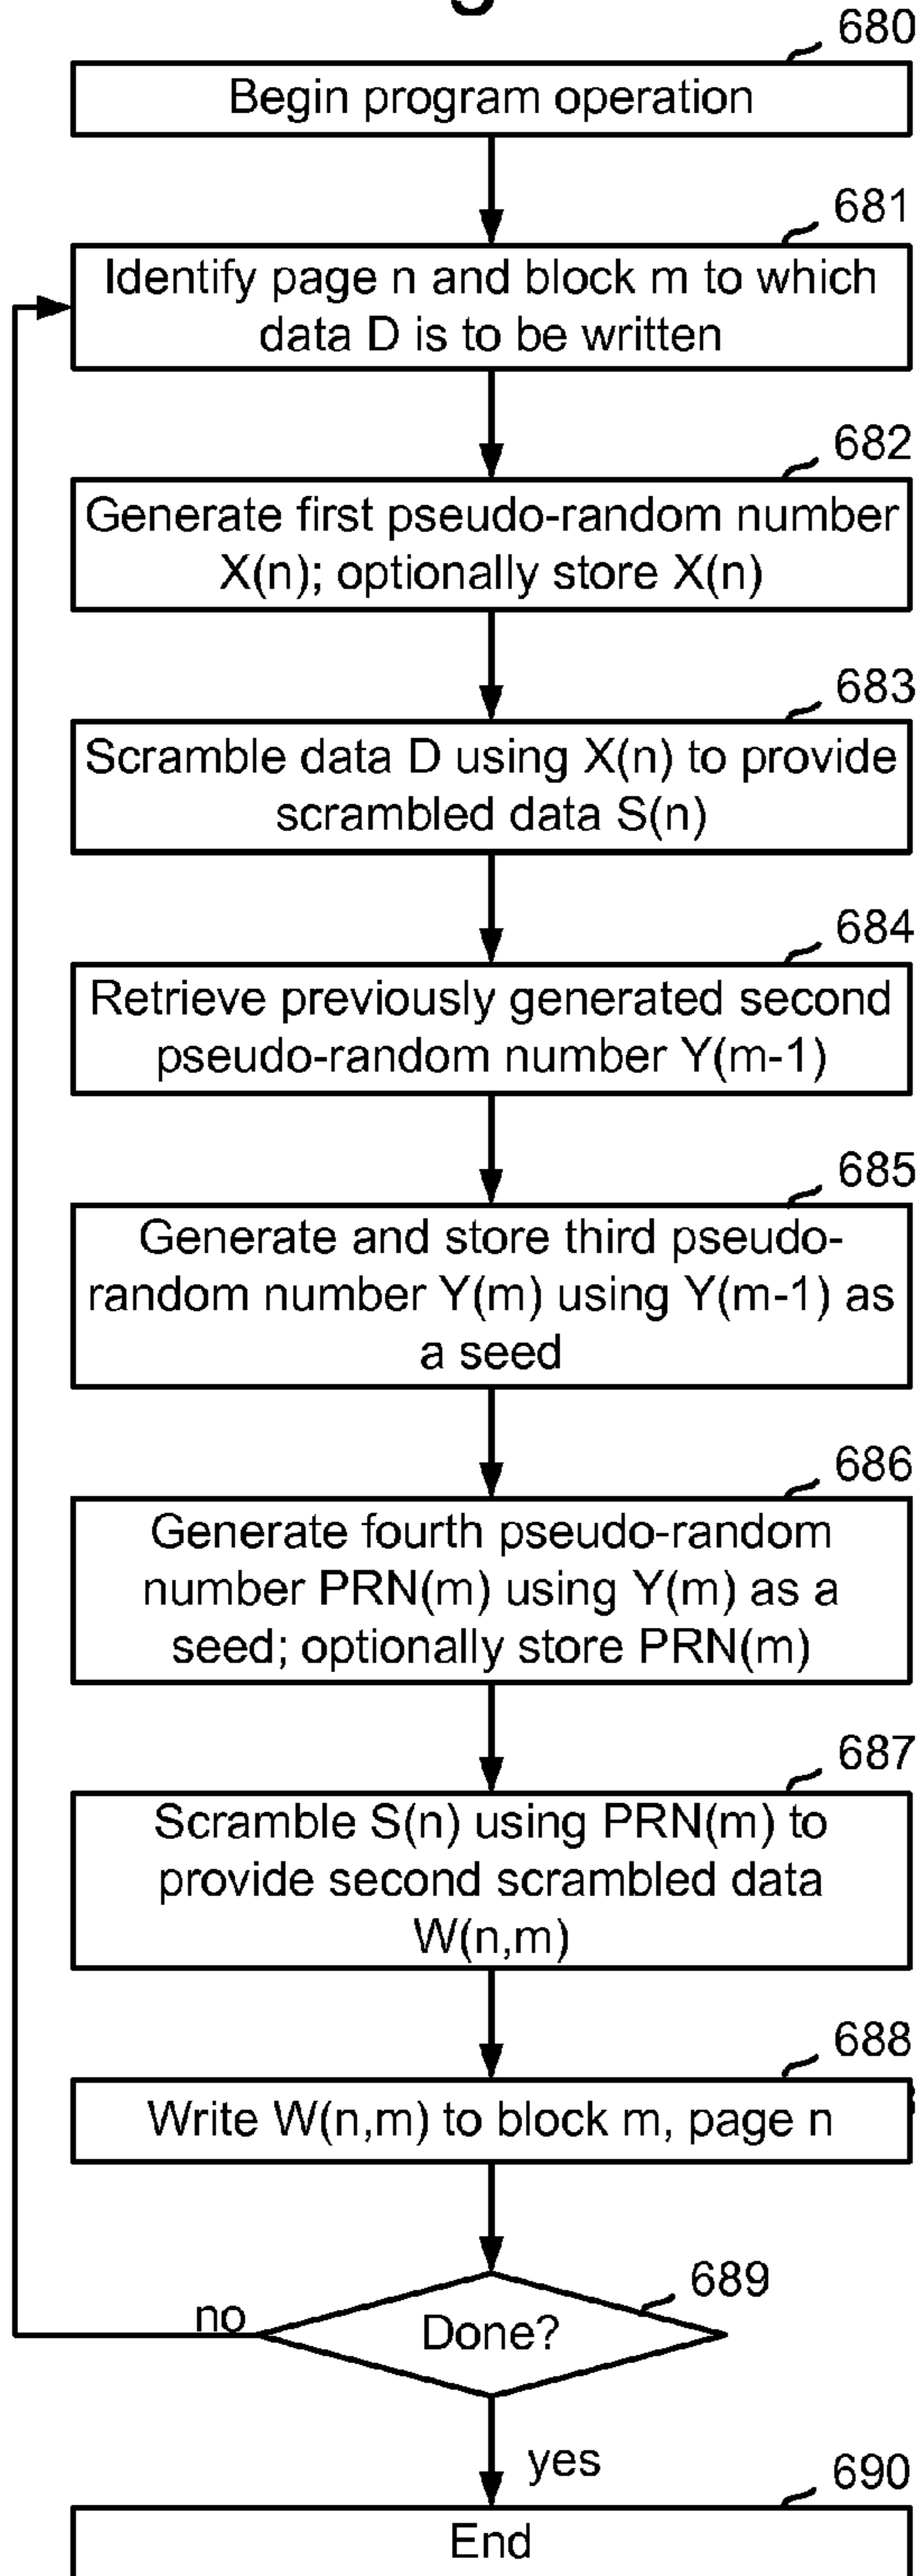 680
Begin program operation
681
Identify page n and block m to which
data D is to be written
682
Generate first pseudo-random number
X(n); optionally store X(n)
683
Scramble data D using X(n) to provide
scrambled data S(n)
684
Retrieve previously generated second
pseudo-random number Y(m-1)
685
Generate and store third pseudo-
random number Y(m) using Y(m-1) as
a seed
686
Generate fourth pseudo-random
number PRN(m) using Y(m) as a
seed; optionally store PRN(m)
687
Scramble S(n) using PRN(m) to
provide second scrambled data
W(n,m)
688
Write W(n,m) to block m, page n
689
no
Done?
yes
690
End